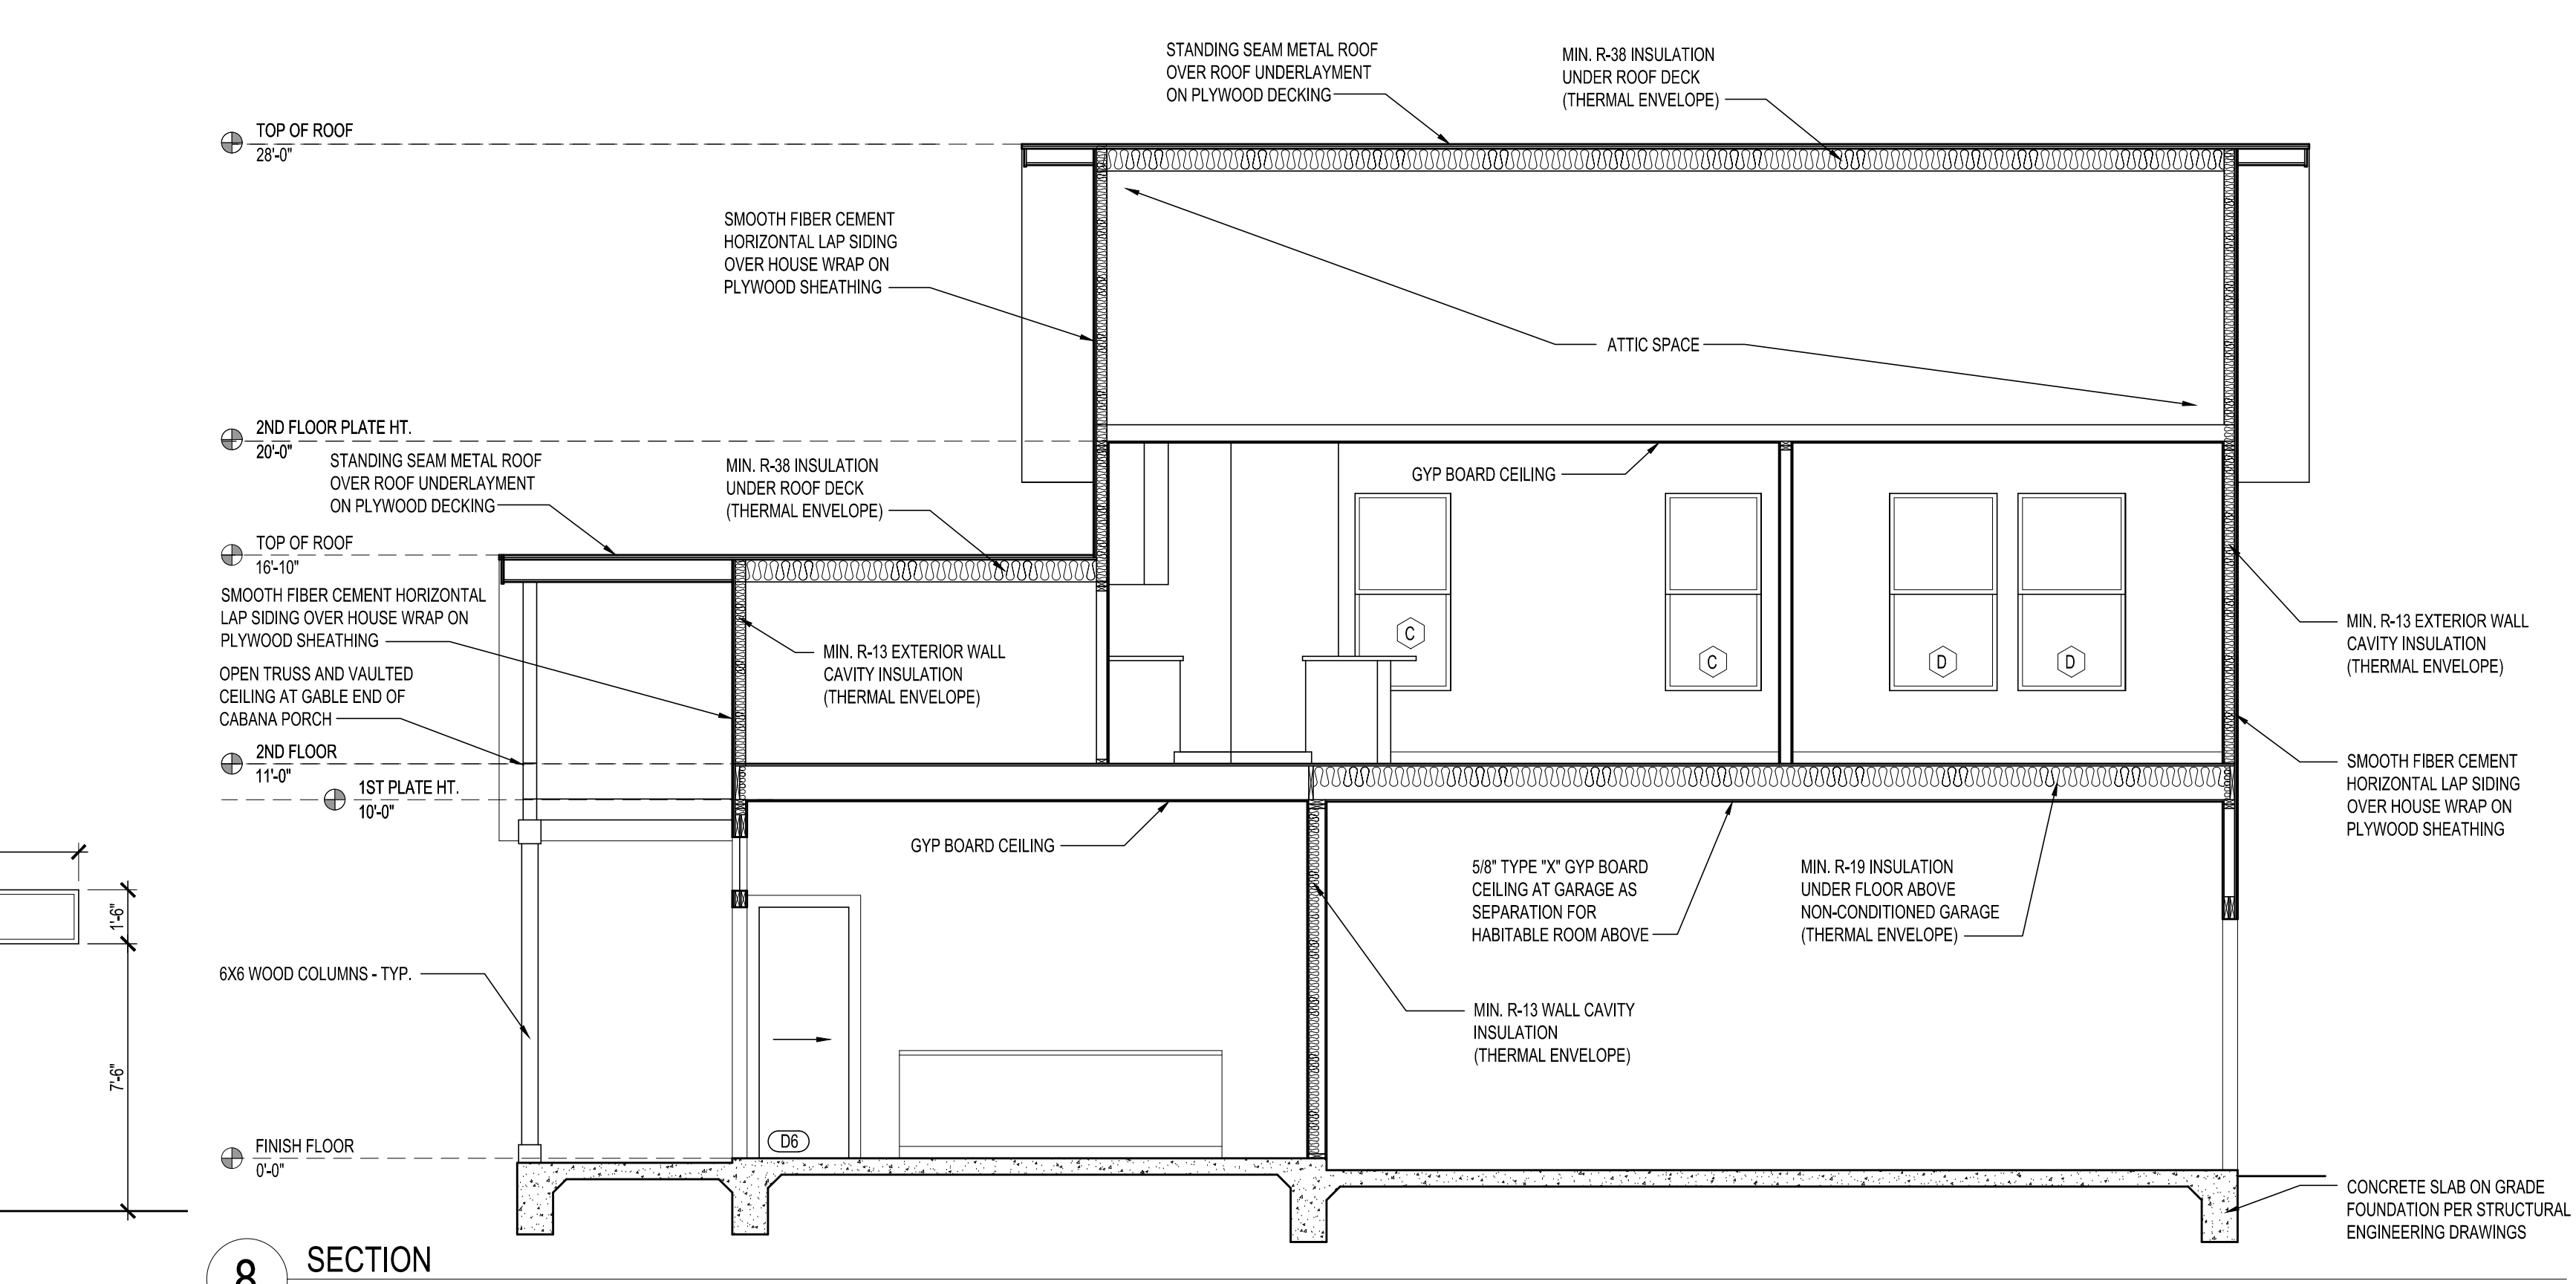 STANDING SEAM METAL ROOF
OVER ROOF UNDERLAYMENT
ON PLYWOOD DECKING
MIN. R-38 INSULATION
UNDER ROOF DECK
(THERMAL ENVELOPE)
TOP OF ROOF
28'-0"
SMOOTH FIBER CEMENT
HORIZONTAL LAP SIDING
OVER HOUSE WRAP ON
PLYWOOD SHEATHING
ATTIC SPACE
2ND FLOOR PLATE HT.
20'-0"
STANDING SEAM METAL ROOF
OVER ROOF UNDERLAYMENT
ON PLYWOOD DECKING
MIN. R-38 INSULATION
UNDER ROOF DECK
(THERMAL ENVELOPE)
GYP BOARD CEILING
TOP OF ROOF
16'-10"
SMOOTH FIBER CEMENT HORIZONTAL
LAP SIDING OVER HOUSE WRAP ON
PLYWOOD SHEATHING
MIN. R-13 EXTERIOR WALL
CAVITY INSULATION
(THERMAL ENVELOPE)
C
C
D
D
MIN. R-13 EXTERIOR WALL
CAVITY INSULATION
(THERMAL ENVELOPE)
OPEN TRUSS AND VAULTED
CEILING AT GABLE END OF
CABANA PORCH
2ND FLOOR
11'-0"
1ST PLATE HT.
10'-0"
SMOOTH FIBER CEMENT
HORIZONTAL LAP SIDING
OVER HOUSE WRAP ON
PLYWOOD SHEATHING
GYP BOARD CEILING
5/8" TYPE "X" GYP BOARD
CEILING AT GARAGE AS
SEPARATION FOR
HABITABLE ROOM ABOVE
MIN. R-19 INSULATION
UNDER FLOOR ABOVE
NON-CONDITIONED GARAGE
(THERMAL ENVELOPE)
1'-6"
6X6 WOOD COLUMNS - TYP.
MIN. R-13 WALL CAVITY
INSULATION
(THERMAL ENVELOPE)
7'-6"
D6
FINISH FLOOR
0'-0"
CONCRETE SLAB ON GRADE
FOUNDATION PER STRUCTURAL
ENGINEERING DRAWINGS
8
SECTION